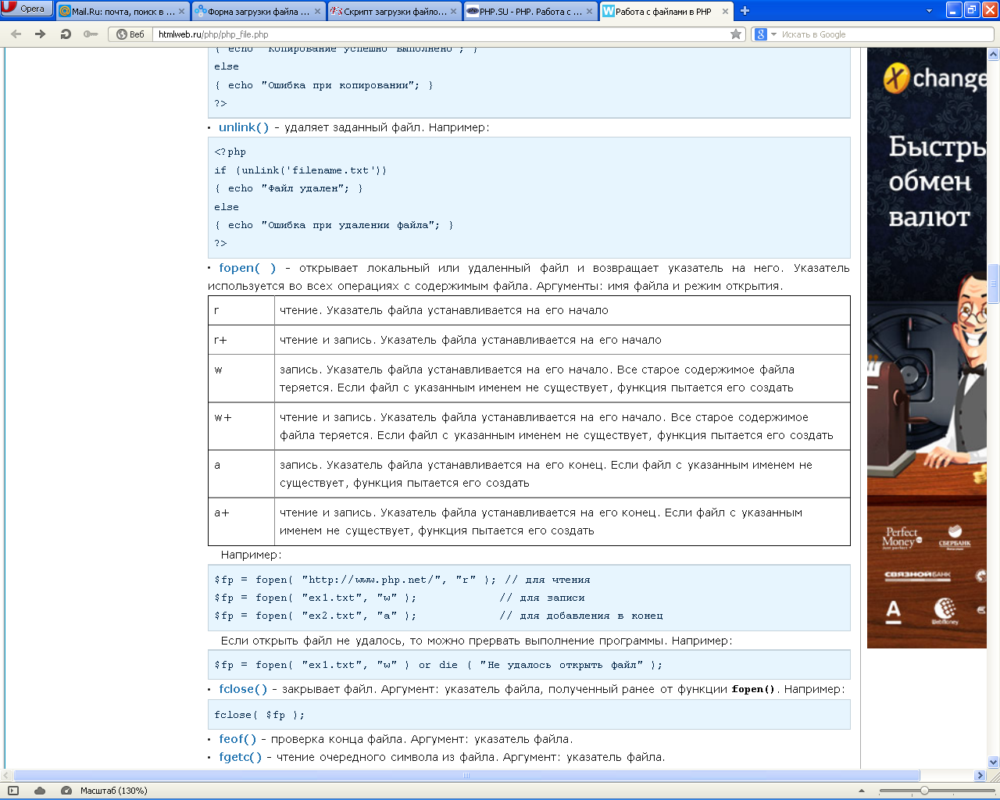 Opera
Mail.Ru: почта, поиск в ...
Форма загрузки файла ...
Скрипт загрузки файло...
PHP.SU - PHP. Работа с ...
Работа с файлами в PHP
Веб
htmlweb.ru/php/php_file.php
Искать в Google
{ echo "Копирование успешно выполнено"; }
else
{ echo "Ошибка при копировании"; }
?>
• unlink() - удаляет заданный файл. Например:
<?php
if (unlink('filename.txt'))
{ echo "Файл удален"; }
else
{ echo "Ошибка при удалении файла"; }
?>
• fopen( ) - открывает локальный или удаленный файл и возвращает указатель на него. Указатель
используется во всех операциях с содержимым файла. Аргументы: имя файла и режим открытия.
r чтение. Указатель файла устанавливается на его начало
r+ чтение и запись. Указатель файла устанавливается на его начало
w запись. Указатель файла устанавливается на его начало. Все старое содержимое файла
теряется. Если файл с указанным именем не существует, функция пытается его создать
w+ чтение и запись. Указатель файла устанавливается на его начало. Все старое содержимое
файла теряется. Если файл с указанным именем не существует, функция пытается его создать
a запись. Указатель файла устанавливается на его конец. Если файл с указанным именем не
существует, функция пытается его создать
a+ чтение и запись. Указатель файла устанавливается на его конец. Если файл с указанным
именем не существует, функция пытается его создать
Например:
$fp = fopen( "http://www.php.net/", "r" ); // для чтения
$fp = fopen( "ex1.txt", "w" ); // для записи
$fp = fopen( "ex2.txt", "a" ); // для добавления в конец
Если открыть файл не удалось, то можно прервать выполнение программы. Например:
$fp = fopen( "ex1.txt", "w" ) or die ( "Не удалось открыть файл" );
• fclose() - закрывает файл. Аргумент: указатель файла, полученный ранее от функции fopen(). Например:
fclose( $fp );
• feof() - проверка конца файла. Аргумент: указатель файла.
• fgetc() - чтение очередного символа из файла. Аргумент: указатель файла.
Xchange
Быстры
обмен
валют
Perfect
Money
СБЕРБАНК
СВЯЗНОЙ БАНК
А
WebMoney
Масштаб (130%)